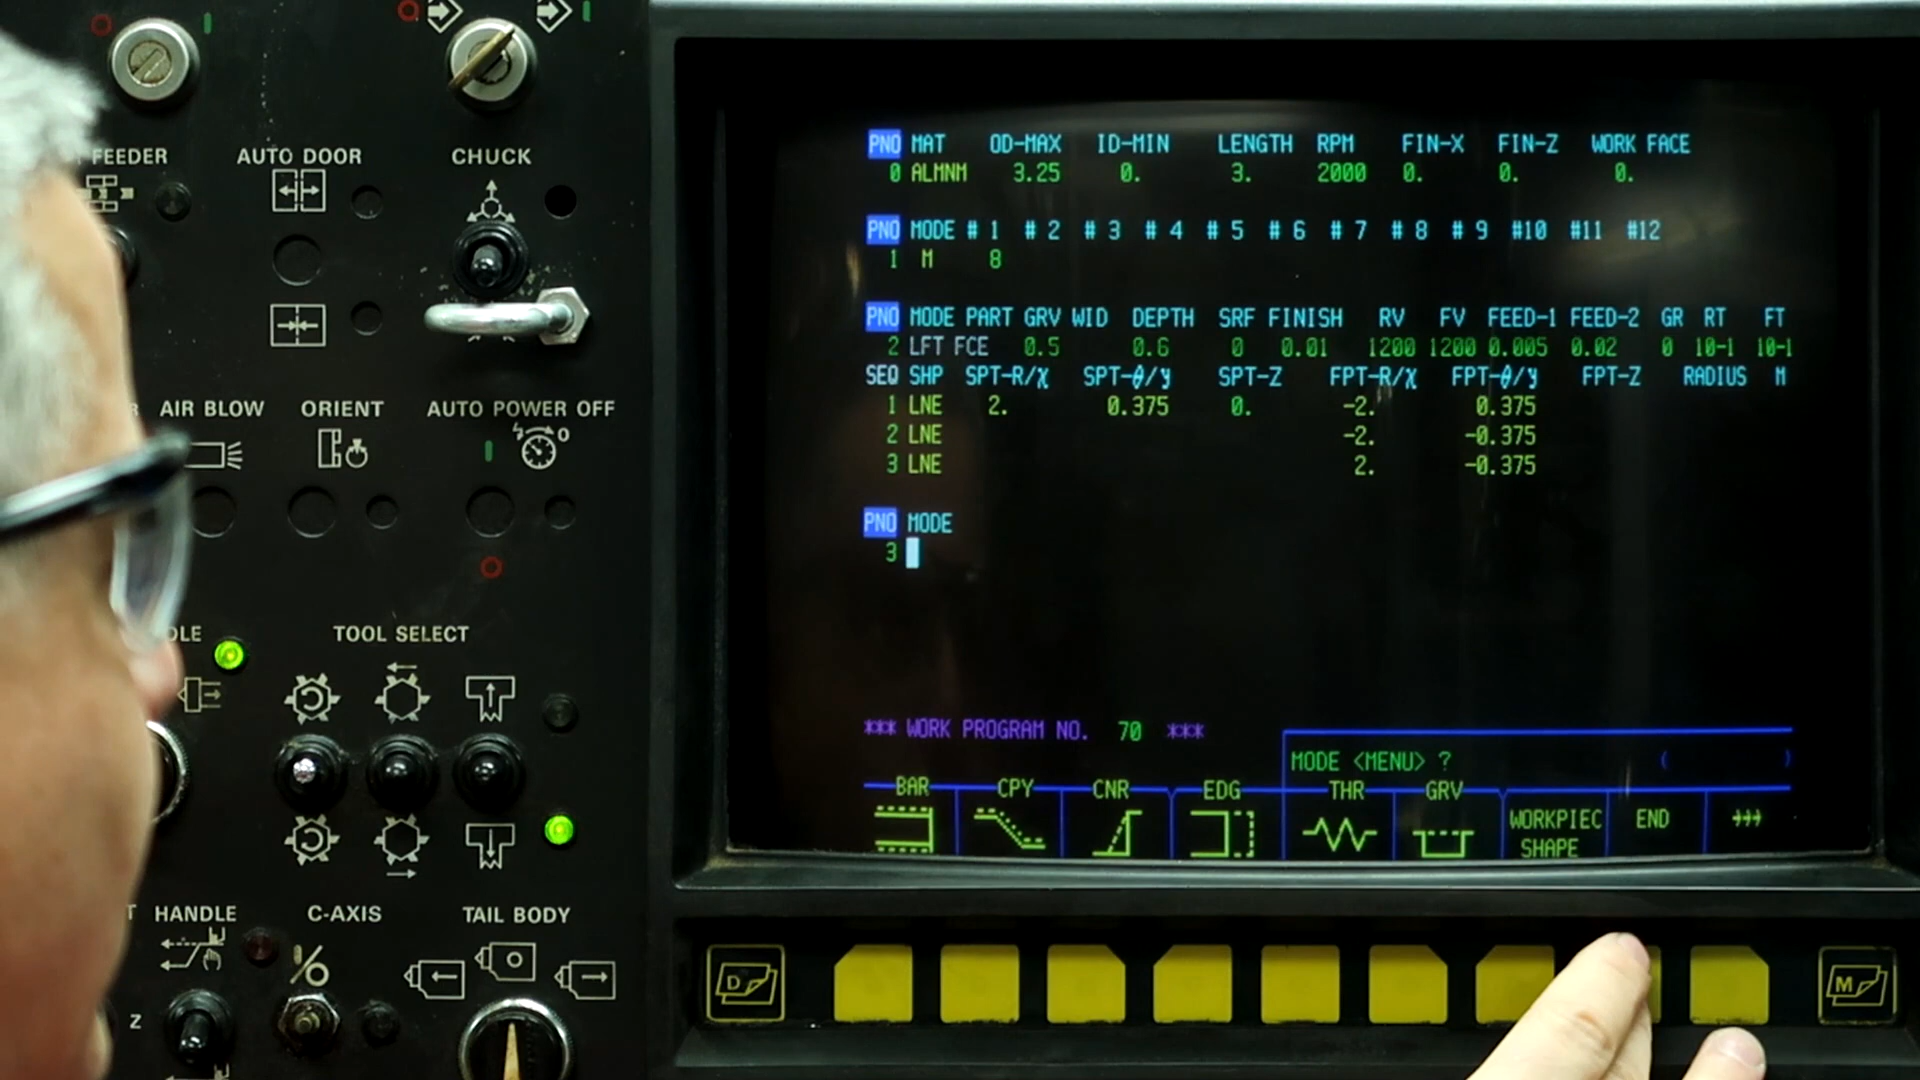 FEEDER AUTO DOOR CHUCK
AIR BLOW ORIENT AUTO POWER OFF
TOOL SELECT
HANDLE C-AXIS TAIL BODY
Z
PNO MAT OD-MAX ID-MIN LENGTH RPM FIN-X FIN-Z WORK FACE
0 ALMNM 3.25 0. 3. 2000 0. 0. 0.
PNO MODE # 1 # 2 # 3 # 4 # 5 # 6 # 7 # 8 # 9 #10 #11 #12
1 M 8
PNO MODE PART GRV WID DEPTH SRF FINISH RV FV FEED-1 FEED-2 GR RT FT
2 LFT FCE 0.5 0.6 0 0.01 1200 1200 0.005 0.02 0 10-1 10-1
SEQ SHP SPT-R/χ SPT-θ/y SPT-Z FPT-R/χ FPT-θ/y FPT-Z RADIUS M
1 LNE 2. 0.375 0. -2. 0.375
2 LNE -2. -0.375
3 LNE 2. -0.375
PNO MODE
3
*** WORK PROGRAM NO. 70 ***
MODE <MENU> ? ( )
BAR CPY CNR EDG THR GRV
WORKPIEC END
SHAPE
D M